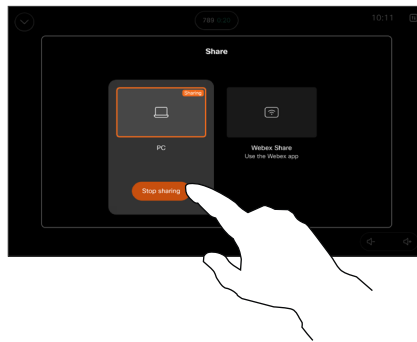 10:11
Share
Sharing
PC
Webex Share
Use the Webex app
Stop sharing